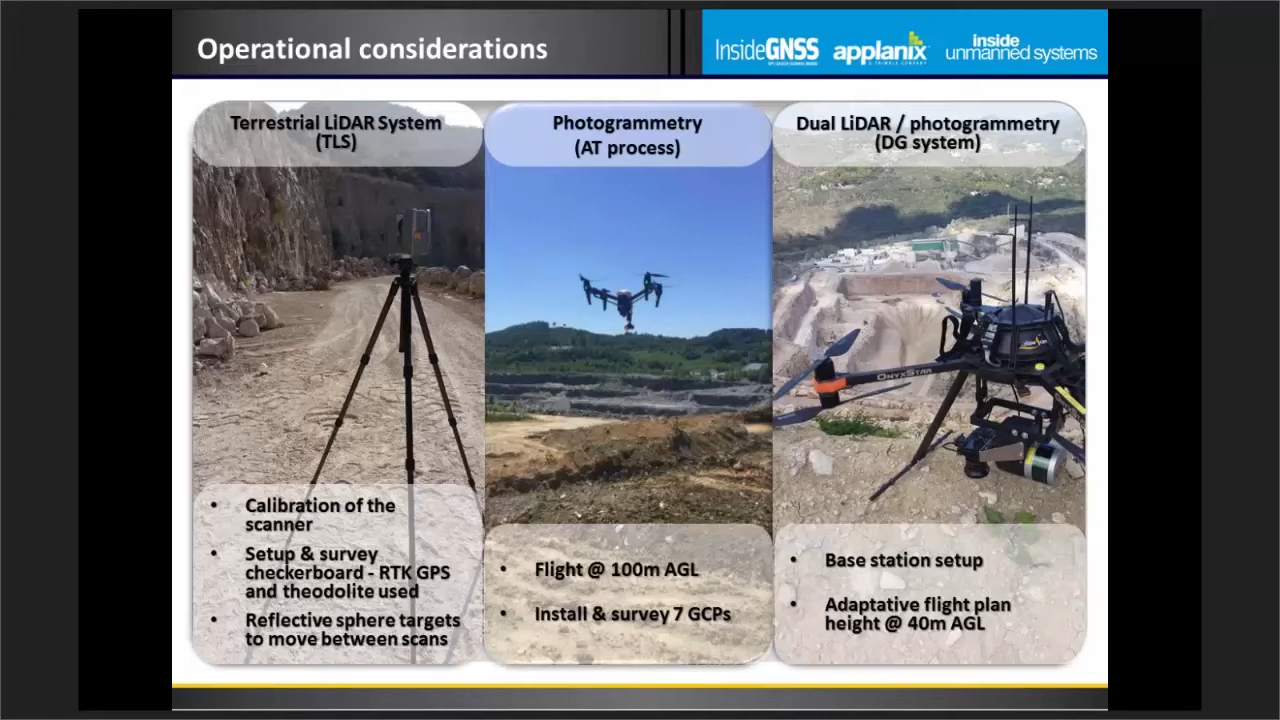 Operational considerations
InsideGNSS
applanix
inside
unmanned systems
Terrestrial LiDAR System
(TLS)
Photogrammetry
(AT process)
Dual LiDAR / photogrammetry
(DG system)
ONYXSTAR
• Calibration of the
scanner
• Setup & survey
checkerboard - RTK GPS
and theodolite used
• Reflective sphere targets
to move between scans
• Flight @ 100m AGL
• Install & survey 7 GCPs
• Base station setup
• Adaptative flight plan
height @ 40m AGL